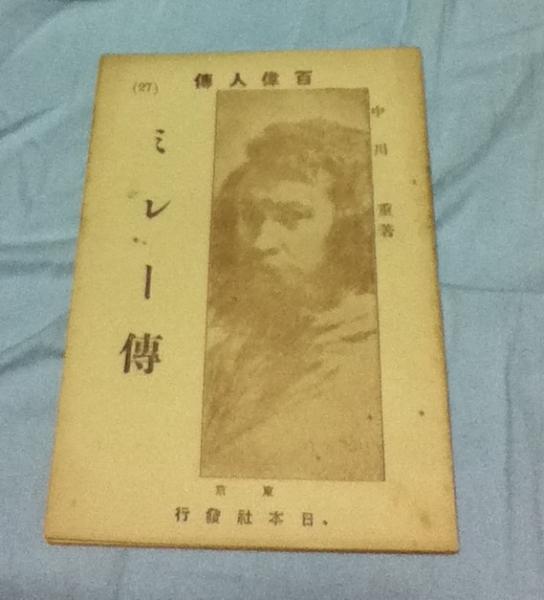 百偉人傳
(27)
ミレー傳
中川重著
東京
日本社發行